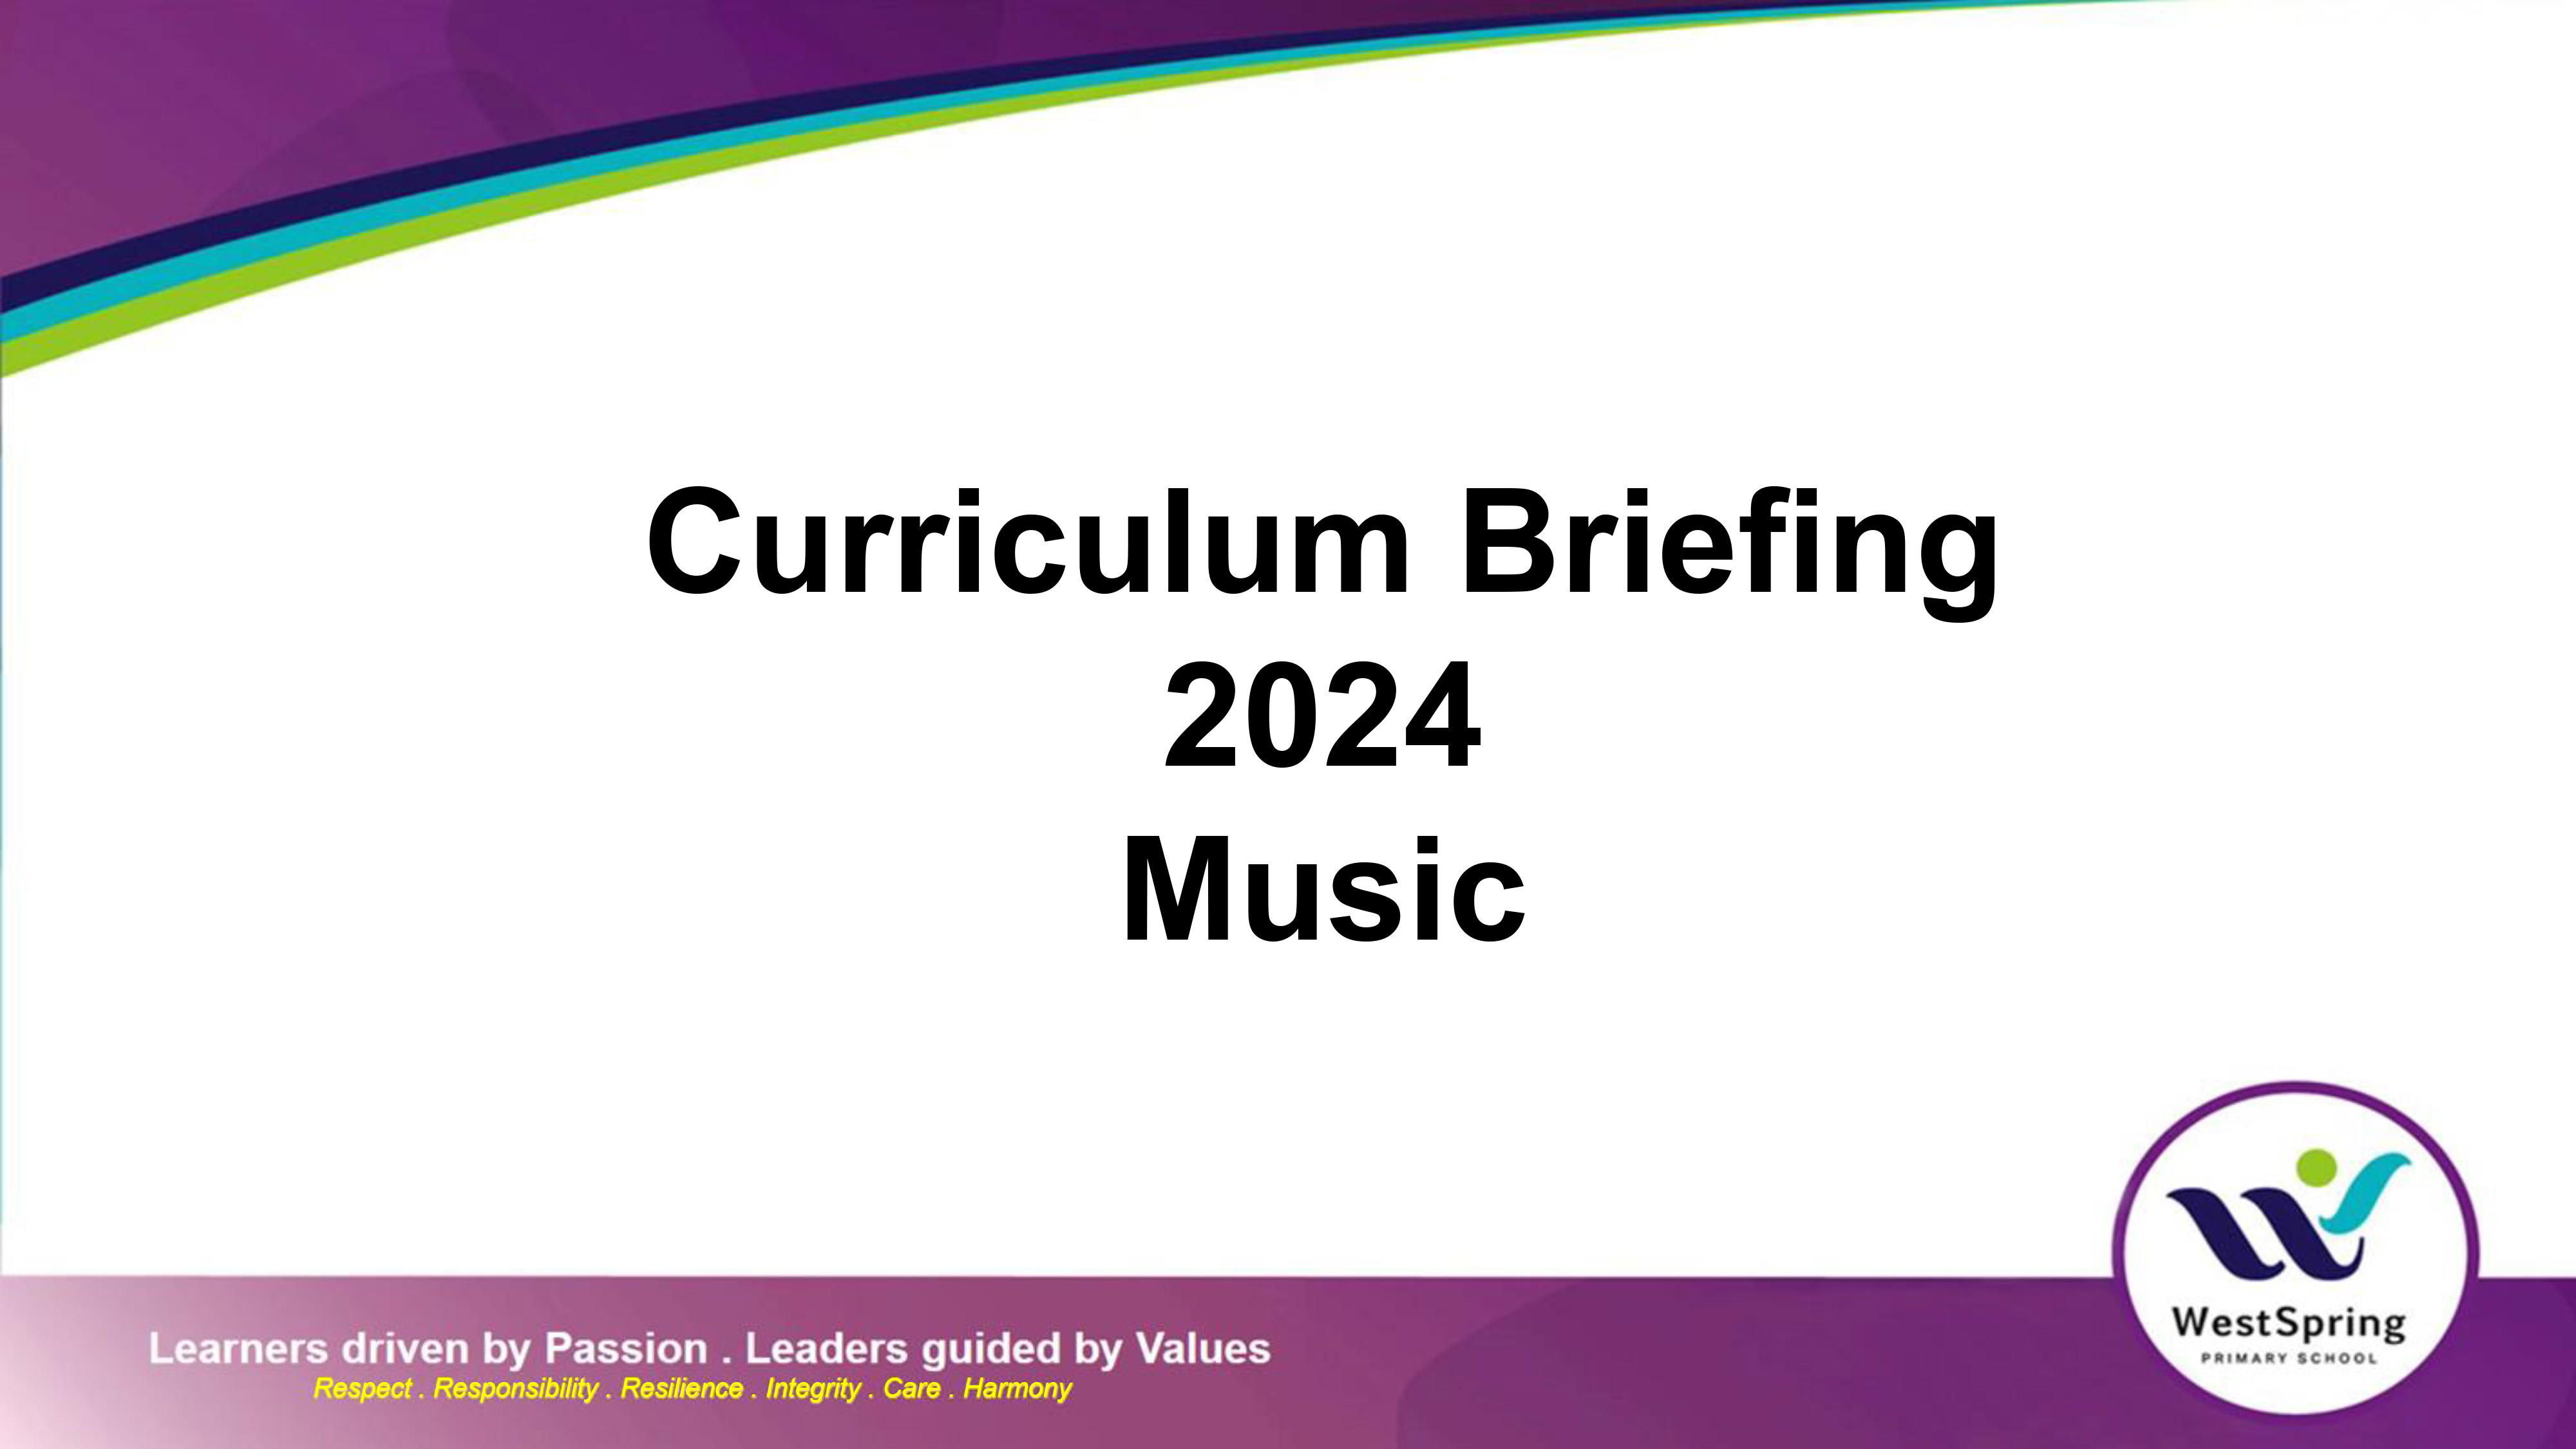 Curriculum Briefing
2024
Music
WestSpring
PRIMARY SCHOOL
Learners driven by Passion . Leaders guided by Values
Respect . Responsibility . Resilience . Integrity . Care . Harmony